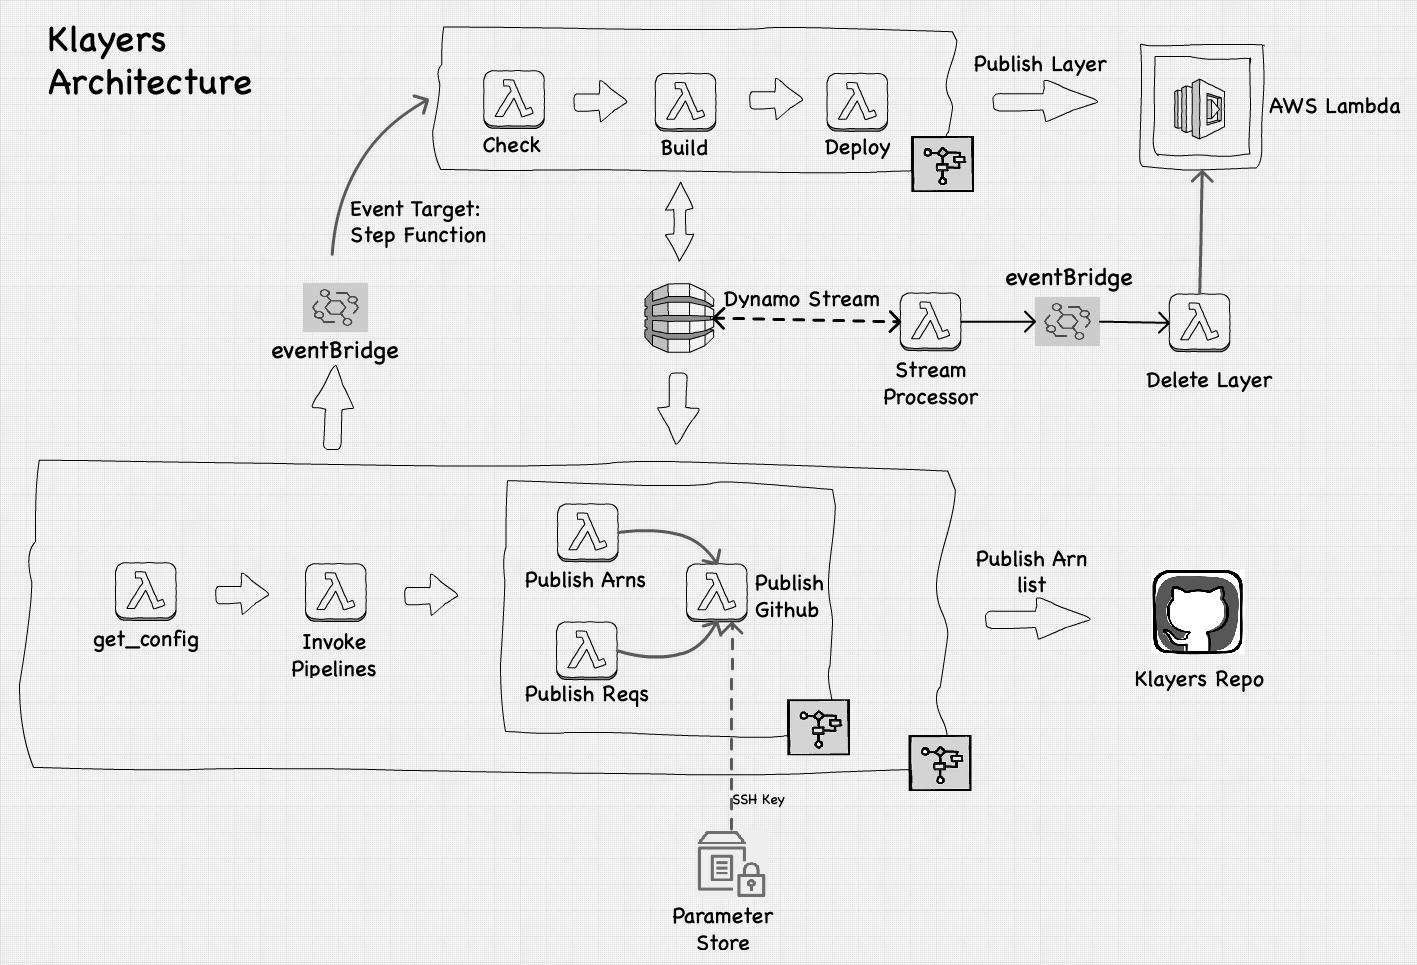 Klayers
Architecture
Check
Build
Deploy
Publish Layer
AWS Lambda
Event Target:
Step Function
eventBridge
Dynamo Stream
Stream
Processor
eventBridge
Delete Layer
get_config
Invoke
Pipelines
Publish Arns
Publish Reqs
Publish
Github
Publish Arn
list
Klayers Repo
SSH Key
Parameter
Store